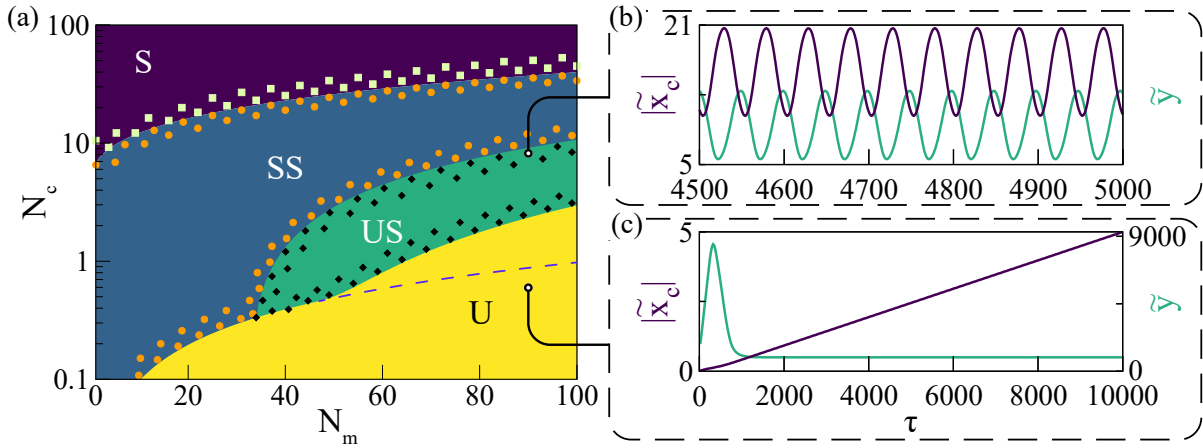 (a)
100
10
1
0.1
N_c
S
SS
US
U
0 20 40 60 80 100
N_m
(b)
21
5
|x̃_c|
ỹ
4500 4600 4700 4800 4900 5000
(c)
5
0
|x̃_c|
9000
0
ỹ
0 2000 4000 6000 8000 10000
τ